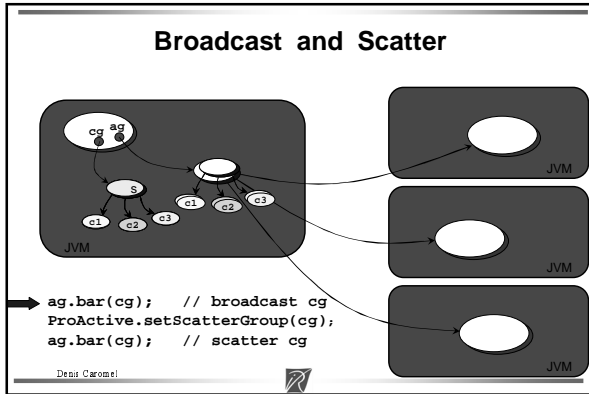 Broadcast and Scatter
cg
ag
s
c1
c2
c3
c1
c2
c3
JVM
JVM
JVM
JVM
ag.bar(cg); // broadcast cg
ProActive.setScatterGroup(cg);
ag.bar(cg); // scatter cg
Denis Caromel